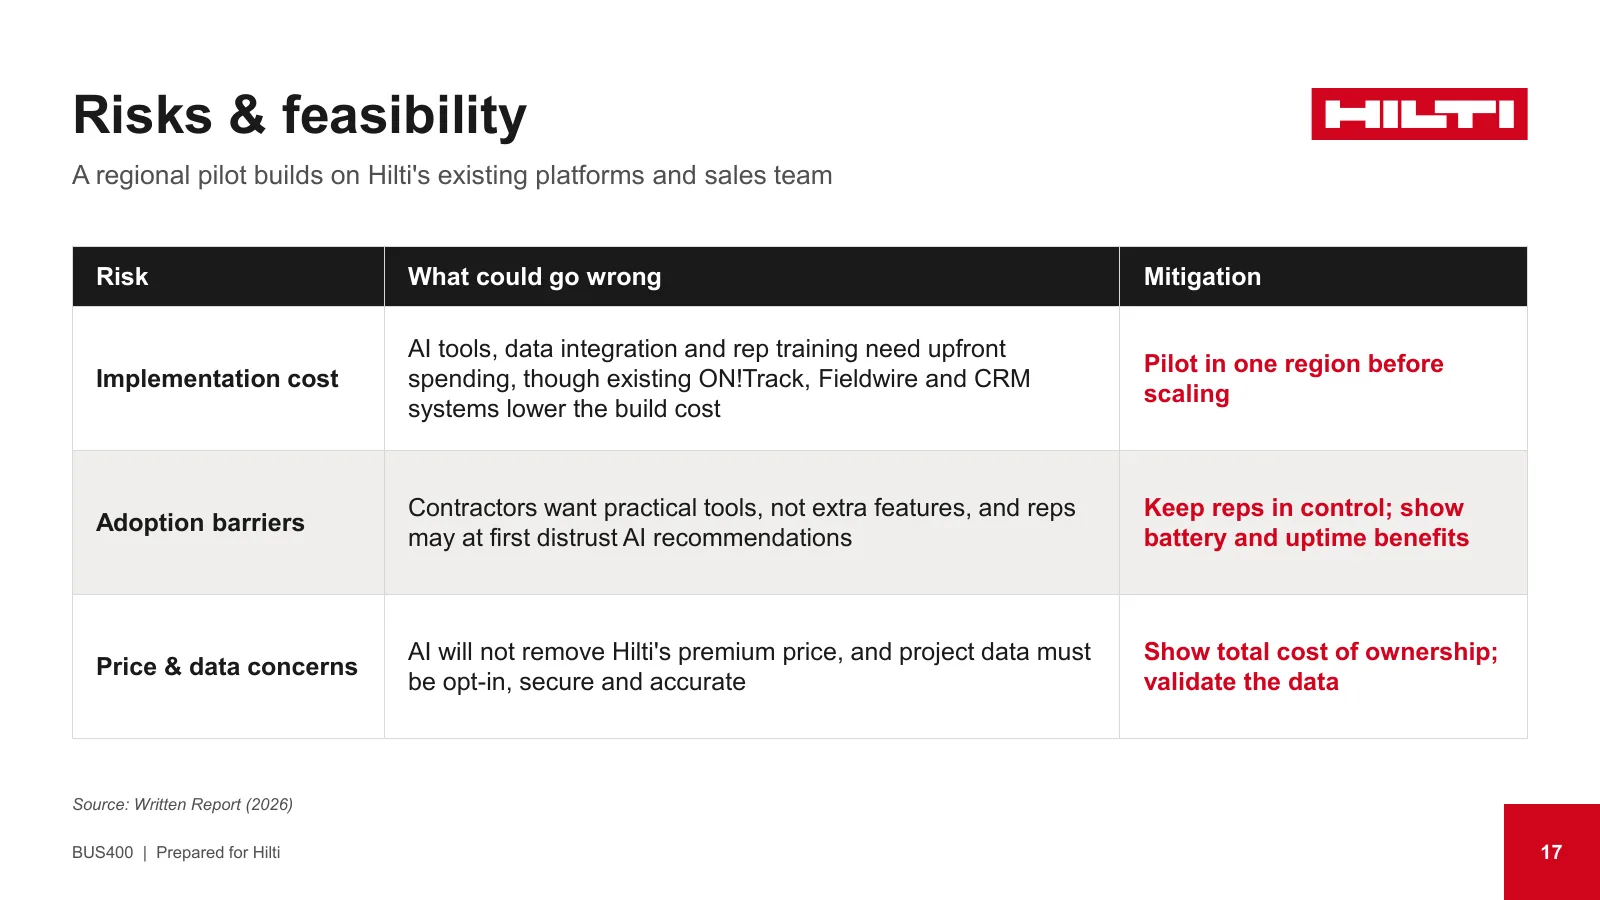 Risks & feasibility
HILTI
A regional pilot builds on Hilti's existing platforms and sales team
Risk
What could go wrong
Mitigation
Implementation cost
AI tools, data integration and rep training need upfront
spending, though existing ON!Track, Fieldwire and CRM
systems lower the build cost
Pilot in one region before
scaling
Adoption barriers
Contractors want practical tools, not extra features, and reps
may at first distrust AI recommendations
Keep reps in control; show
battery and uptime benefits
Price & data concerns
AI will not remove Hilti's premium price, and project data must
be opt-in, secure and accurate
Show total cost of ownership;
validate the data
Source: Written Report (2026)
BUS400 | Prepared for Hilti
17